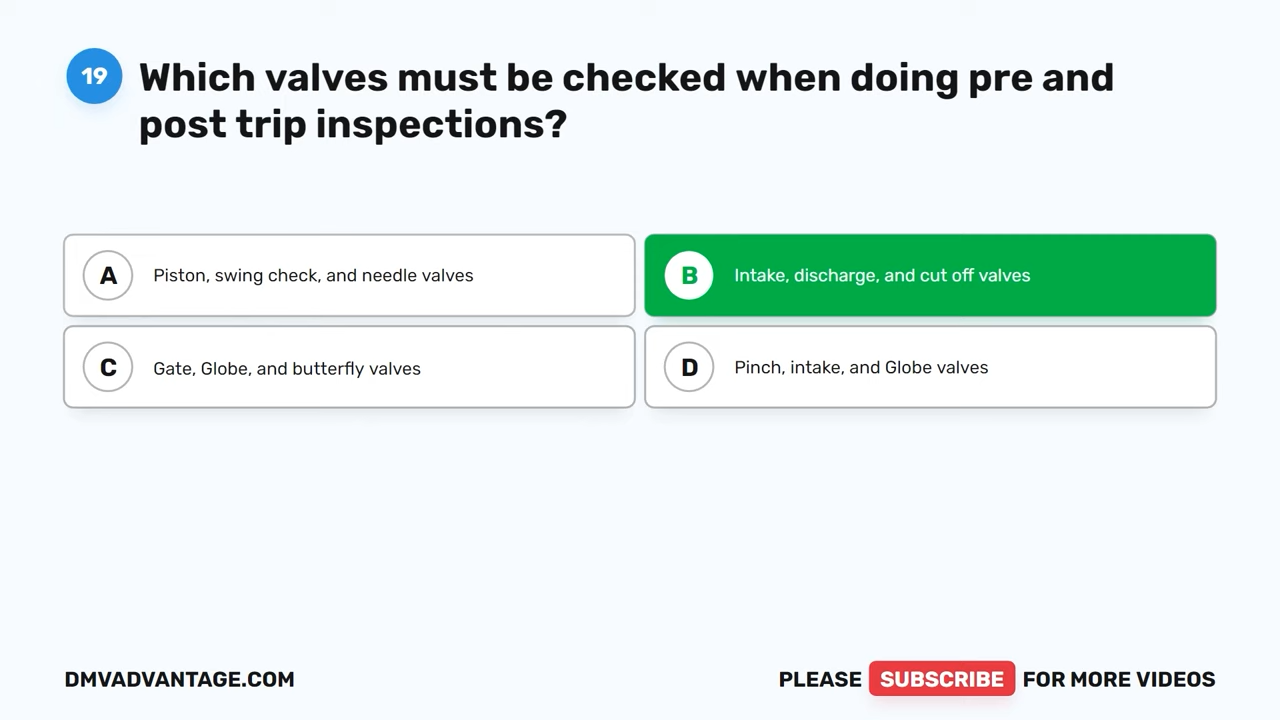 19
Which valves must be checked when doing pre and
post trip inspections?
A
Piston, swing check, and needle valves
B
Intake, discharge, and cut off valves
C
Gate, Globe, and butterfly valves
D
Pinch, intake, and Globe valves
DMVADVANTAGE.COM
PLEASE SUBSCRIBE FOR MORE VIDEOS